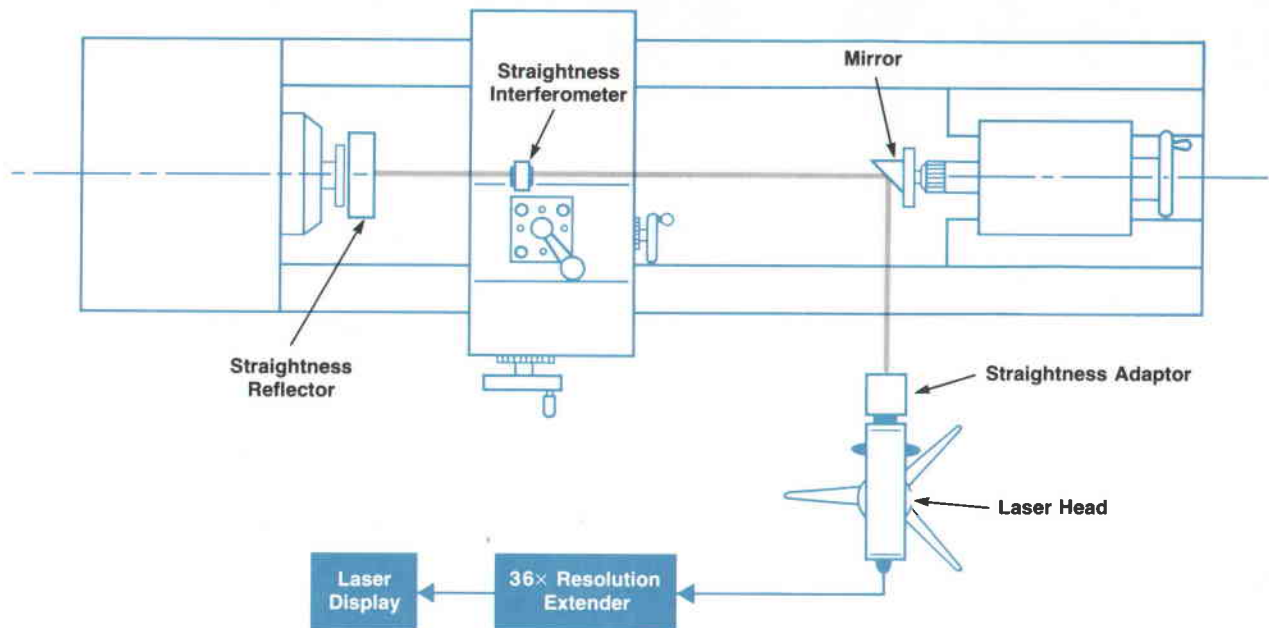 Straightness
Interferometer
Mirror
Straightness
Reflector
Straightness Adaptor
Laser Head
Laser
Display
36× Resolution
Extender